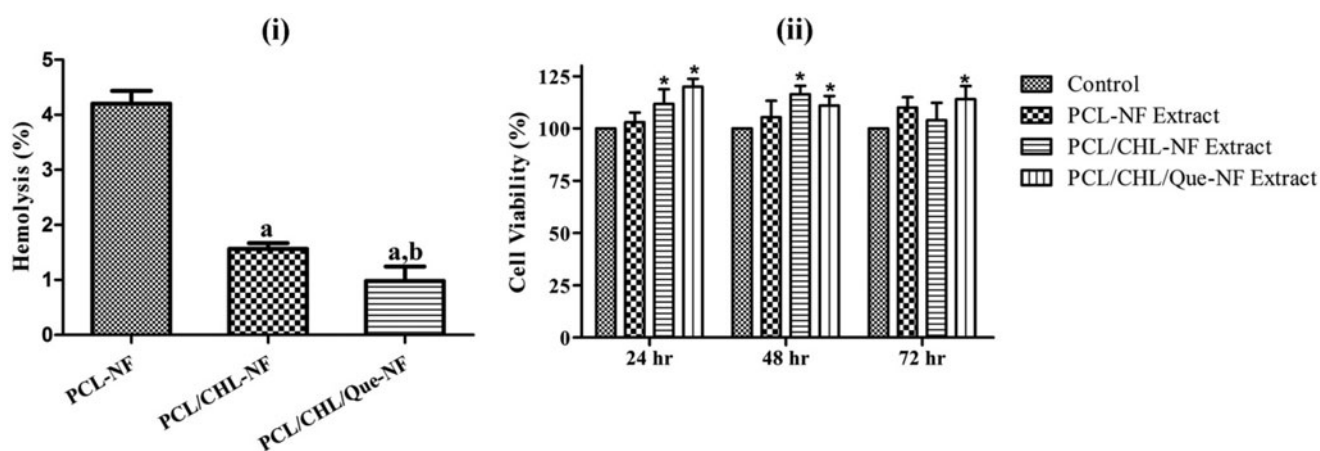 (i)
Hemolysis (%)
5
4
3
2
1
0
a
a,b
PCL-NF
PCL/CHL-NF
PCL/CHL/Que-NF
(ii)
Cell Viability (%)
125
100
75
50
25
0
* *
* *
*
24 hr 48 hr 72 hr
Control
PCL-NF Extract
PCL/CHL-NF Extract
PCL/CHL/Que-NF Extract